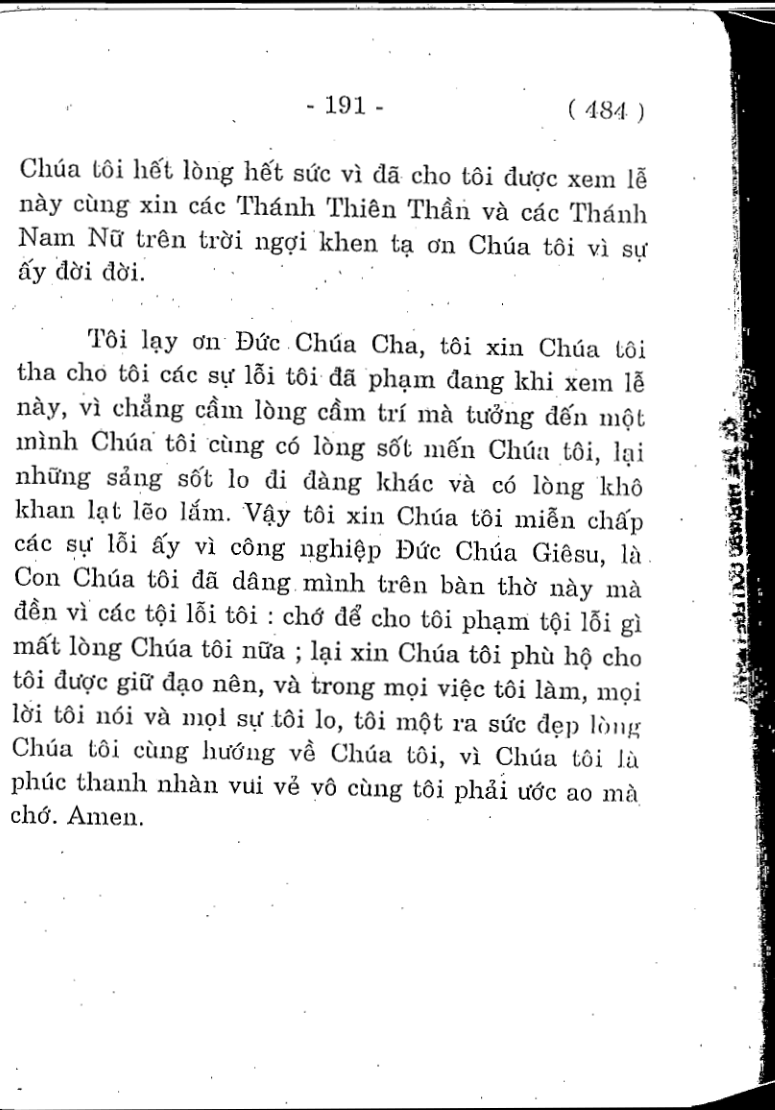 - 191 -
( 484 )
Chúa tôi hết lòng hết sức vì đã cho tôi được xem lễ
này cùng xin các Thánh Thiên Thần và các Thánh
Nam Nữ trên trời ngợi khen tạ ơn Chúa tôi vì sự
ấy đời đời.
Tôi lạy ơn Đức Chúa Cha, tôi xin Chúa tôi
tha cho tôi các sự lỗi tôi đã phạm đang khi xem lễ
này, vì chẳng cầm lòng cầm trí mà tưởng đến một
mình Chúa tôi cùng có lòng sốt mến Chúa tôi, lại
những sảng sốt lo đi đàng khác và có lòng khô
khan lạt lẽo lắm. Vậy tôi xin Chúa tôi miễn chấp
các sự lỗi ấy vì công nghiệp Đức Chúa Giêsu, là
Con Chúa tôi đã dâng mình trên bàn thờ này mà
đền vì các tội lỗi tôi : chớ để cho tôi phạm tội lỗi gì
mất lòng Chúa tôi nữa ; lại xin Chúa tôi phù hộ cho
tôi được giữ đạo nên, và trong mọi việc tôi làm, mọi
lời tôi nói và mọi sự tôi lo, tôi một ra sức đẹp lòng
Chúa tôi cùng hướng về Chúa tôi, vì Chúa tôi là
phúc thanh nhàn vui vẻ vô cùng tôi phải ước ao mà
chớ. Amen.